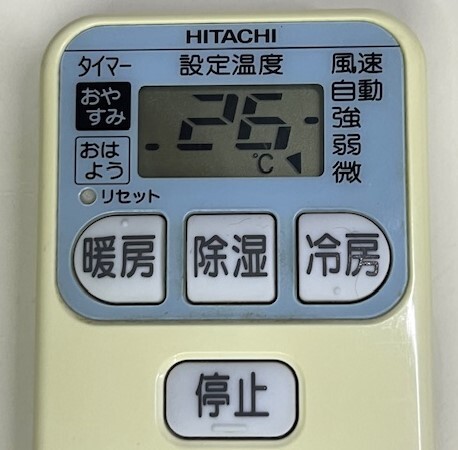 HITACHI
タイマー 設定温度 風速
おやすみ 自動
26 強
おはよう 弱
℃ 微
リセット
暖房 除湿 冷房
停止